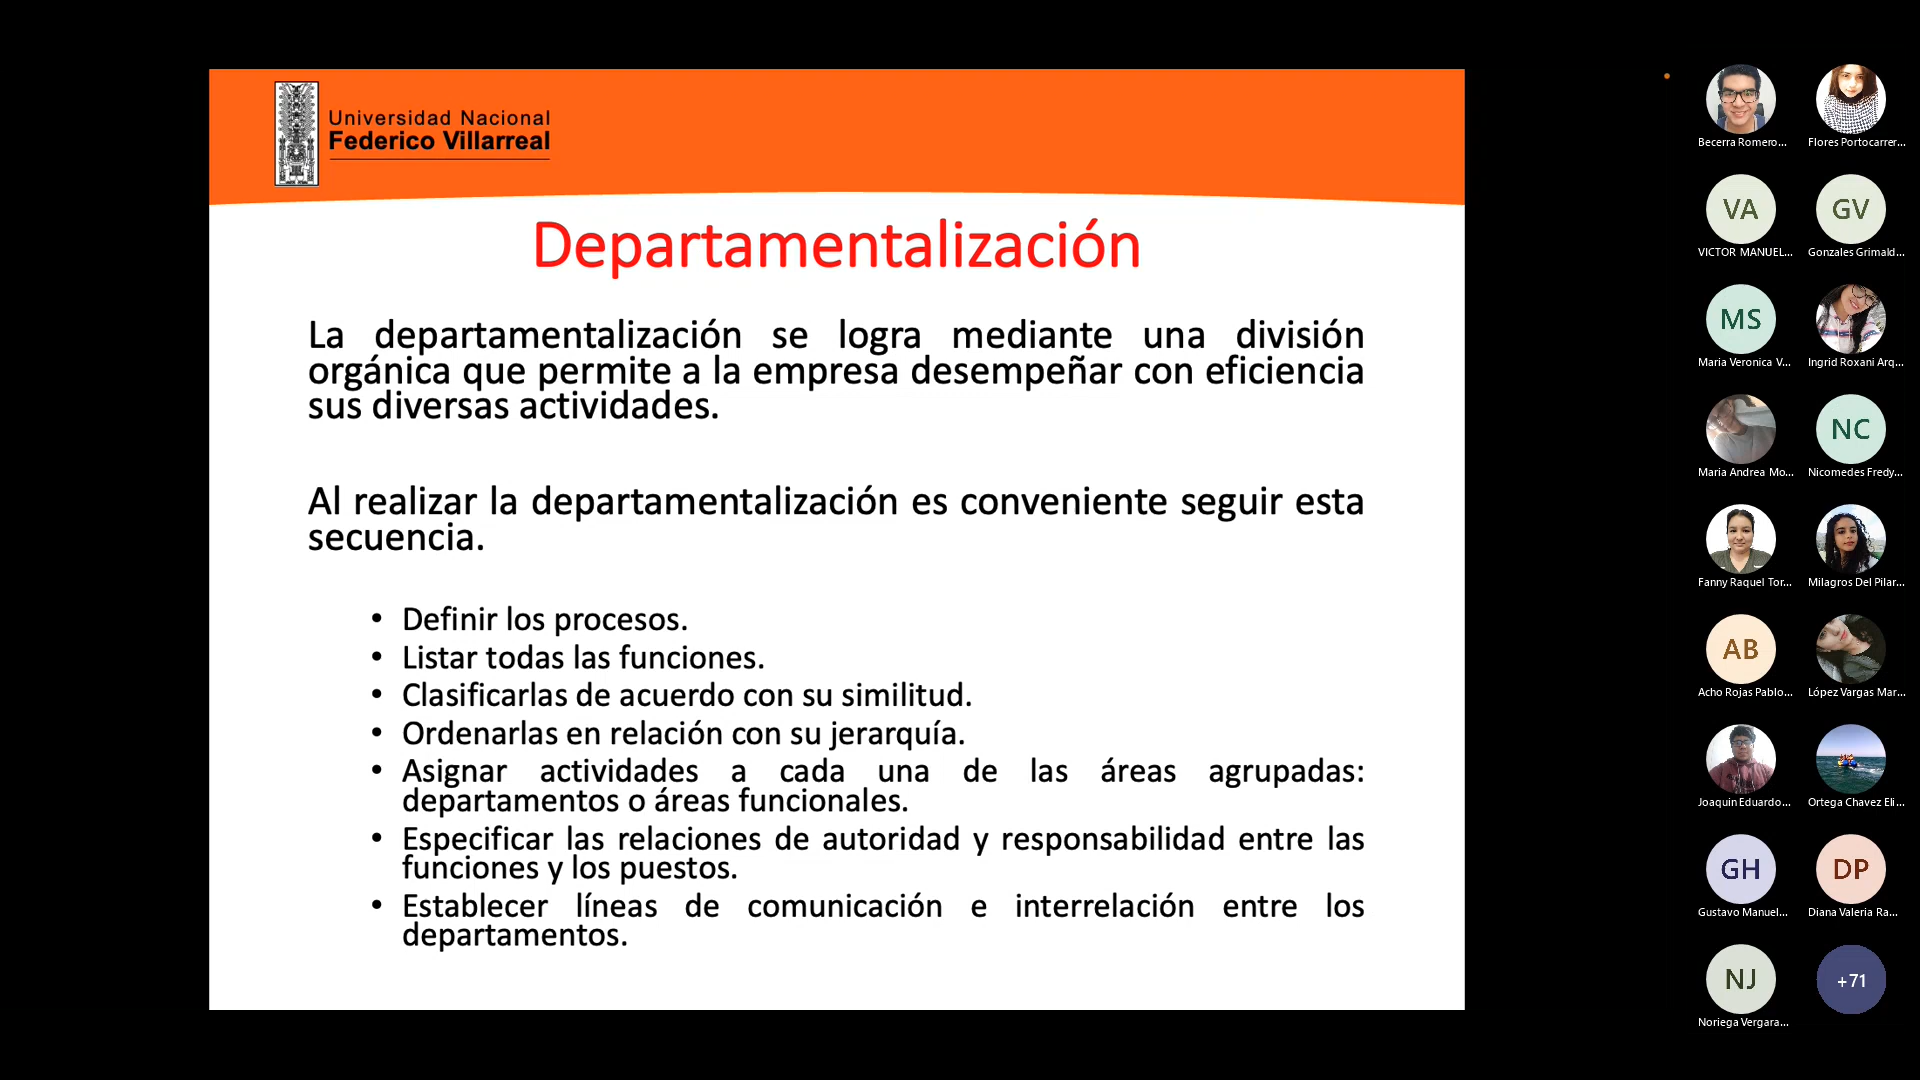 Universidad Nacional
Federico Villarreal
Departamentalización
La departamentalización se logra mediante una división
orgánica que permite a la empresa desempeñar con eficiencia
sus diversas actividades.
Al realizar la departamentalización es conveniente seguir esta
secuencia.
• Definir los procesos.
• Listar todas las funciones.
• Clasificarlas de acuerdo con su similitud.
• Ordenarlas en relación con su jerarquía.
• Asignar actividades a cada una de las áreas agrupadas:
departamentos o áreas funcionales.
• Especificar las relaciones de autoridad y responsabilidad entre las
funciones y los puestos.
• Establecer líneas de comunicación e interrelación entre los
departamentos.
Becerra Romero...
Flores Portocarrer...
VA
VICTOR MANUEL...
GV
Gonzales Grimald...
MS
Maria Veronica V...
Ingrid Roxani Arq...
Maria Andrea Mo...
NC
Nicomedes Fredy...
Fanny Raquel Tor...
Milagros Del Pilar...
AB
Acho Rojas Pablo...
López Vargas Mar...
Joaquin Eduardo...
Ortega Chavez Eli...
GH
Gustavo Manuel...
DP
Diana Valeria Ra...
NJ
Noriega Vergara...
+71